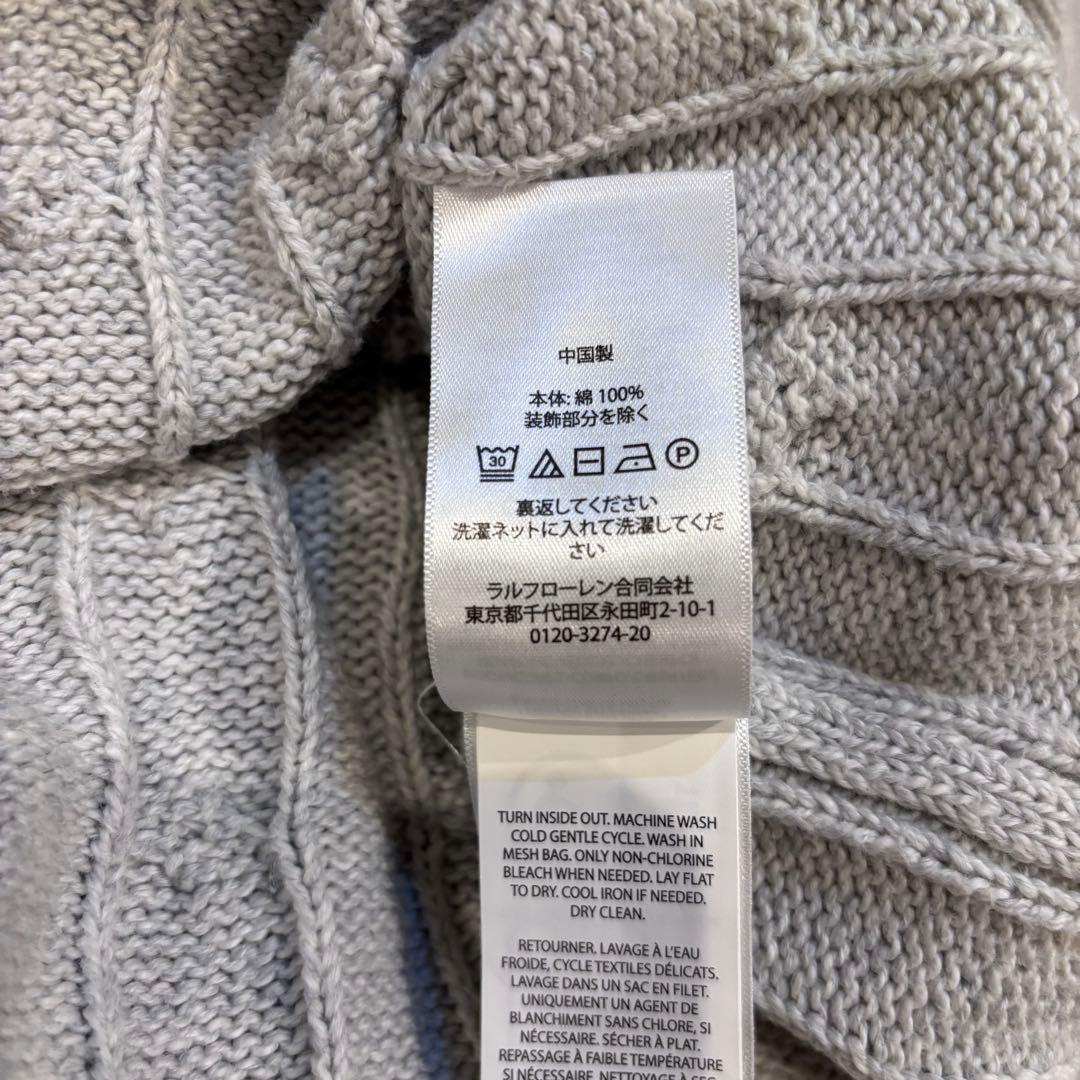 中国製
本体: 綿 100%
装飾部分を除く
30
P
裏返してください
洗濯ネットに入れて洗濯してくだ
さい
ラルフローレン合同会社
東京都千代田区永田町2-10-1
0120-3274-20
TURN INSIDE OUT. MACHINE WASH
COLD GENTLE CYCLE. WASH IN
MESH BAG. ONLY NON-CHLORINE
BLEACH WHEN NEEDED. LAY FLAT
TO DRY. COOL IRON IF NEEDED.
DRY CLEAN.
RETOURNER. LAVAGE À L'EAU
FROIDE, CYCLE TEXTILES DÉLICATS.
LAVAGE DANS UN SAC EN FILET.
UNIQUEMENT UN AGENT DE
BLANCHIMENT SANS CHLORE, SI
NÉCESSAIRE. SÉCHER À PLAT.
REPASSAGE À FAIBLE TEMPÉRATURE
SI NÉCESSAIRE. NETTOYAGE À SEC